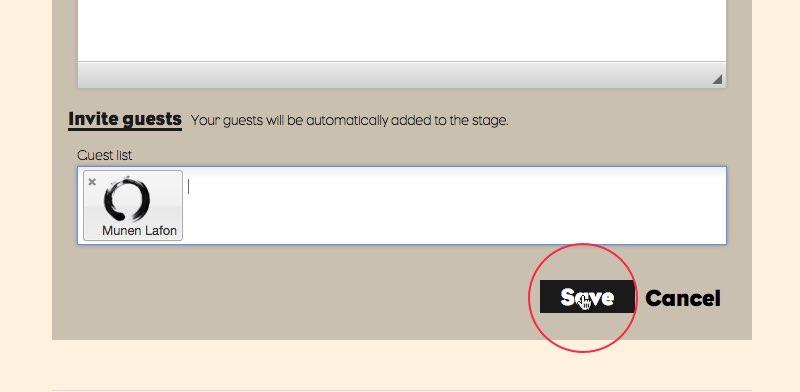 Invite guests Your guests will be automatically added to the stage.
Guest list
× Munen Lafon
Save Cancel